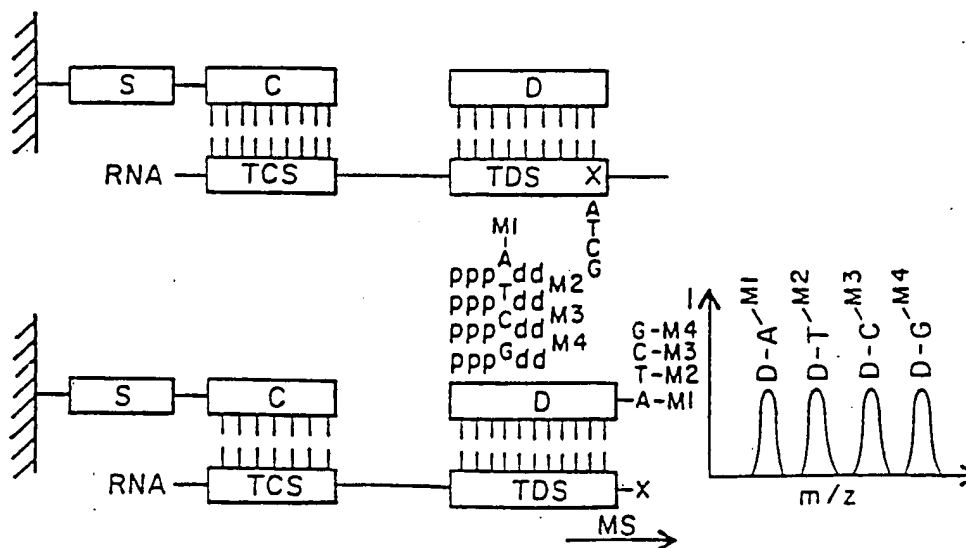 S C D
RNA TCS TDS X
A
T
C
G
M1
A
pppAdd M2
pppTdd M3
pppCdd M4
pppGdd
G-M4
C-M3
T-M2
S C D -A-M1
RNA TCS TDS -X
MS
I
M1 M2 M3 M4
D-A D-T D-C D-G
m/z